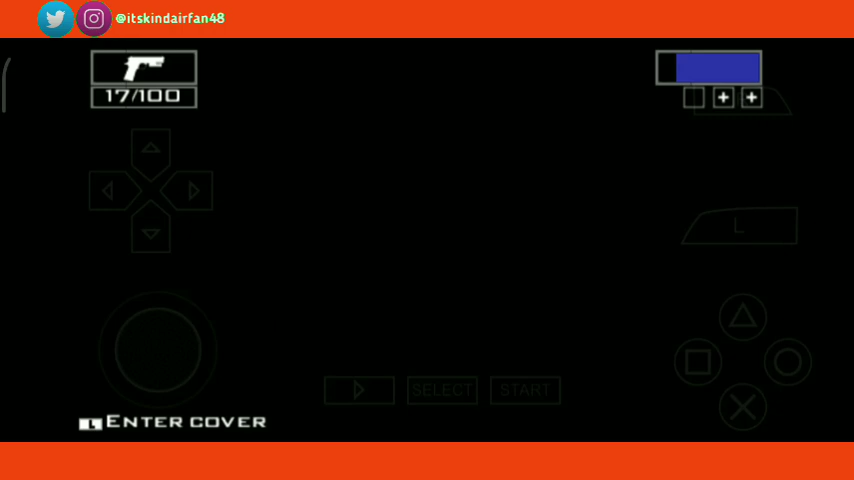 @itskindairfan48
17/100
L
L ENTER COVER
SELECT
START